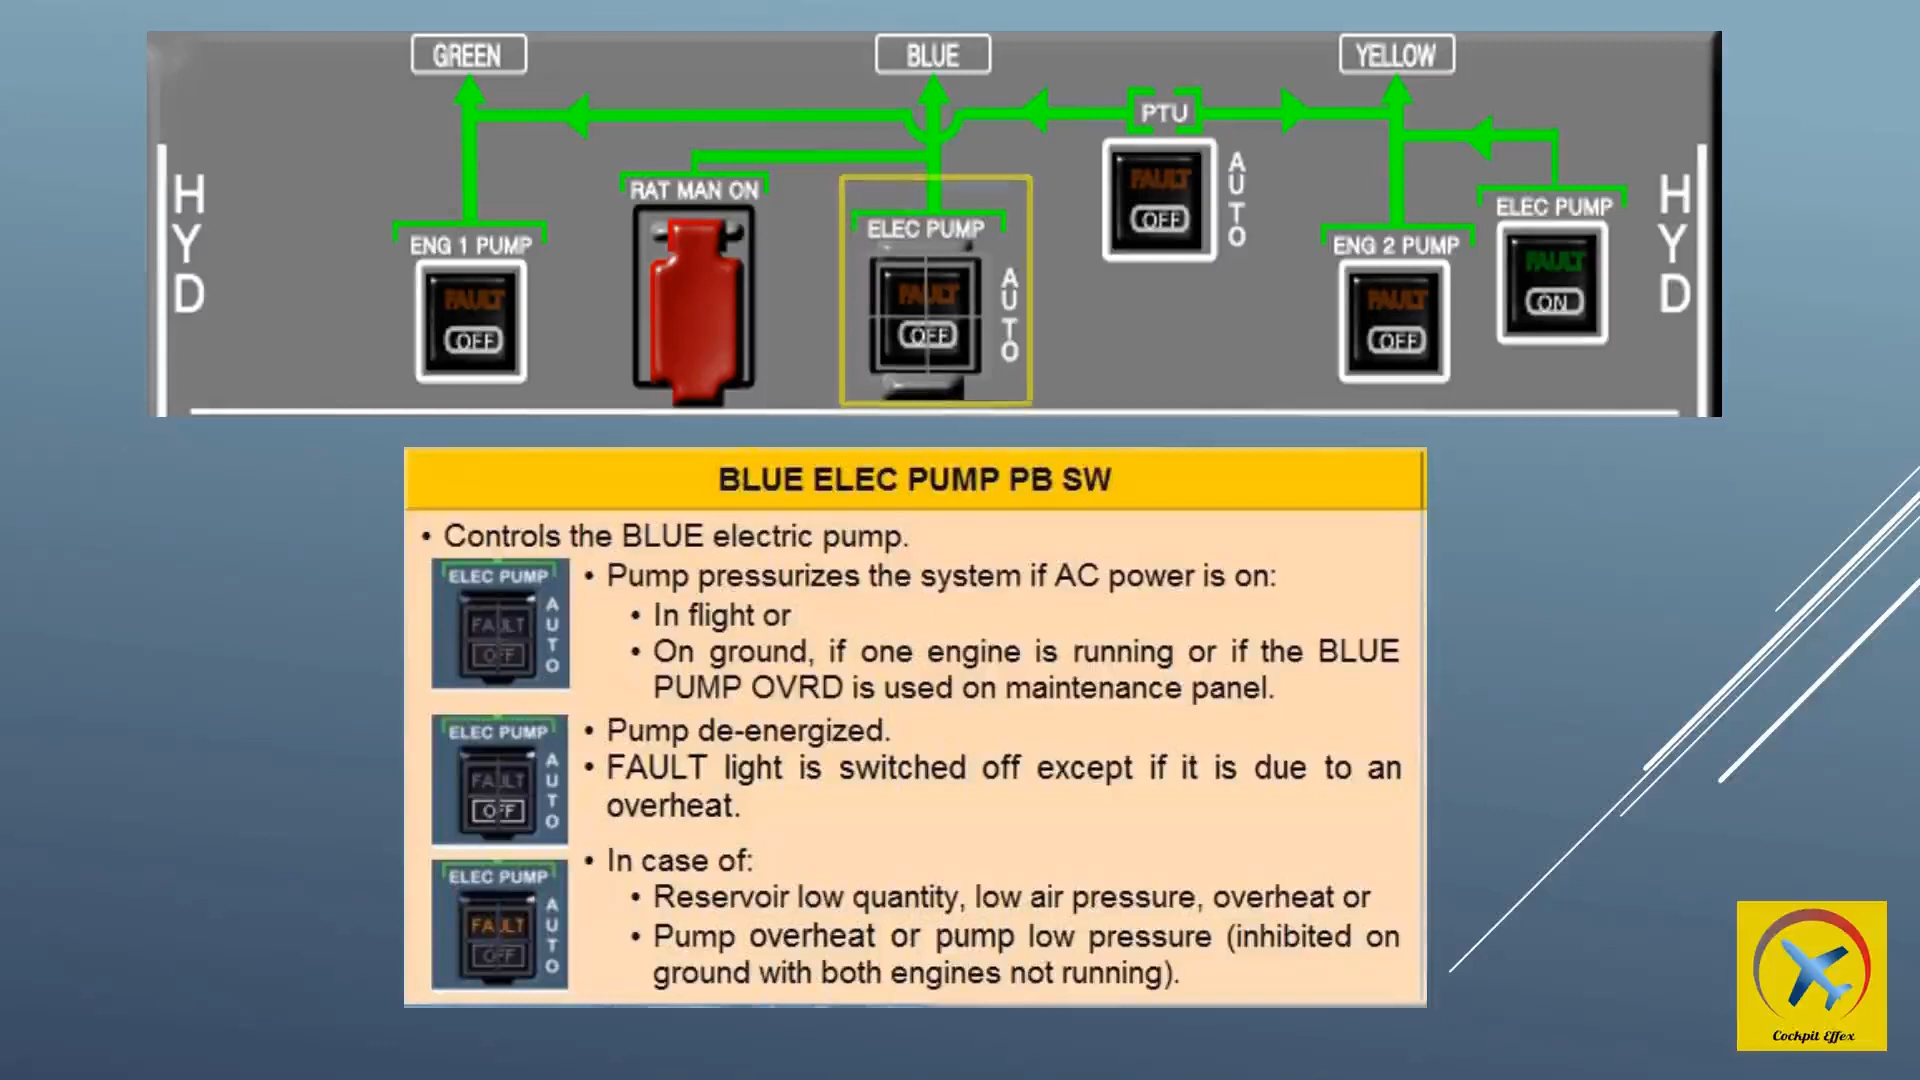 GREEN
BLUE
YELLOW
PTU
FAULT
OFF
AUTO
HYD
RAT MAN ON
ENG 1 PUMP
FAULT
OFF
ELEC PUMP
FAULT
OFF
AUTO
ENG 2 PUMP
FAULT
OFF
ELEC PUMP
FAULT
ON
HYD
BLUE ELEC PUMP PB SW
• Controls the BLUE electric pump.
ELEC PUMP
FAULT
OFF
AUTO
• Pump pressurizes the system if AC power is on:
• In flight or
• On ground, if one engine is running or if the BLUE
PUMP OVRD is used on maintenance panel.
ELEC PUMP
FAULT
OFF
AUTO
• Pump de-energized.
• FAULT light is switched off except if it is due to an
overheat.
ELEC PUMP
FAULT
OFF
AUTO
• In case of:
• Reservoir low quantity, low air pressure, overheat or
• Pump overheat or pump low pressure (inhibited on
ground with both engines not running).
Cockpit Effex